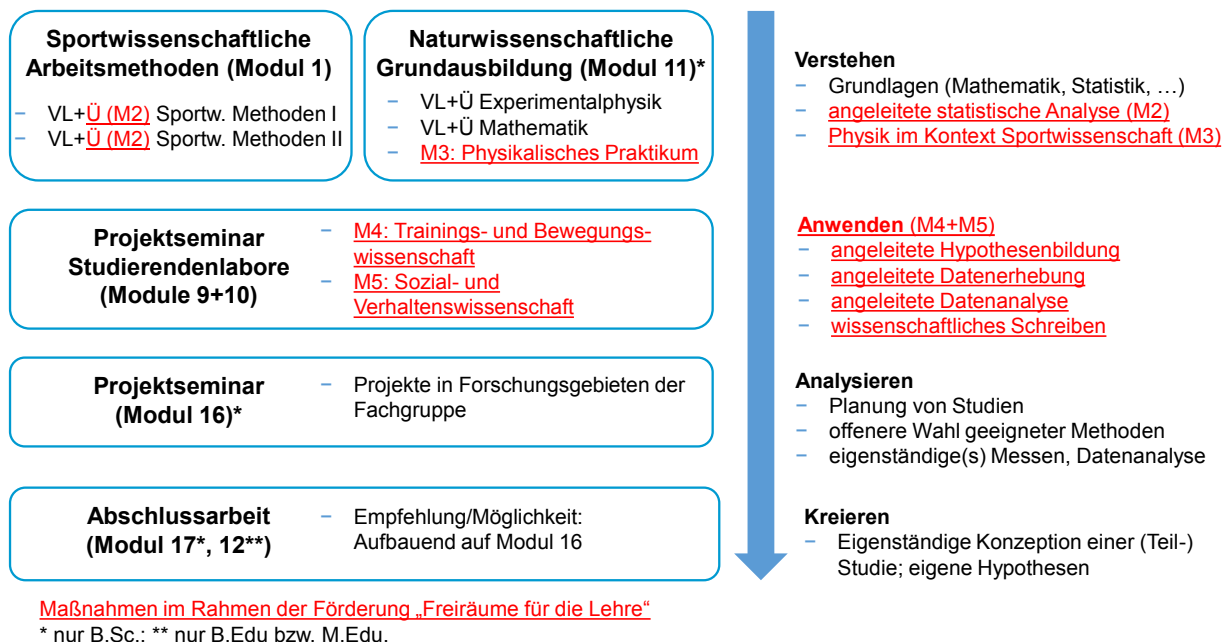 Sportwissenschaftliche
Arbeitsmethoden (Modul 1)
− VL+Ü (M2) Sportw. Methoden I
− VL+Ü (M2) Sportw. Methoden II
Naturwissenschaftliche
Grundausbildung (Modul 11)*
− VL+Ü Experimentalphysik
− VL+Ü Mathematik
− M3: Physikalisches Praktikum
Verstehen
− Grundlagen (Mathematik, Statistik, …)
− angeleitete statistische Analyse (M2)
− Physik im Kontext Sportwissenschaft (M3)
Projektseminar
Studierendenlabore
(Module 9+10)
− M4: Trainings- und Bewegungs-
wissenschaft
− M5: Sozial- und
Verhaltenswissenschaft
Anwenden (M4+M5)
− angeleitete Hypothesenbildung
− angeleitete Datenerhebung
− angeleitete Datenanalyse
− wissenschaftliches Schreiben
Projektseminar
(Modul 16)*
− Projekte in Forschungsgebieten der
Fachgruppe
Analysieren
− Planung von Studien
− offenere Wahl geeigneter Methoden
− eigenständige(s) Messen, Datenanalyse
Abschlussarbeit
(Modul 17*, 12**)
− Empfehlung/Möglichkeit:
Aufbauend auf Modul 16
Kreieren
− Eigenständige Konzeption einer (Teil-)
Studie; eigene Hypothesen
Maßnahmen im Rahmen der Förderung „Freiräume für die Lehre“
* nur B.Sc.; ** nur B.Edu bzw. M.Edu.